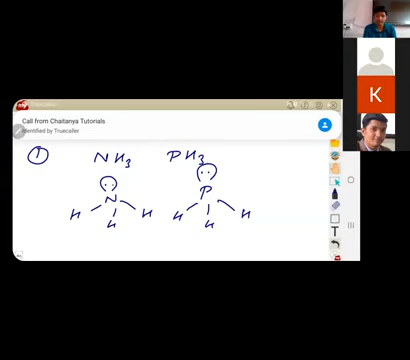 Call from Chaitanya Tutorials
Identified by Truecaller
① NH₃ PH₃
N P
H H H H H H
K
T